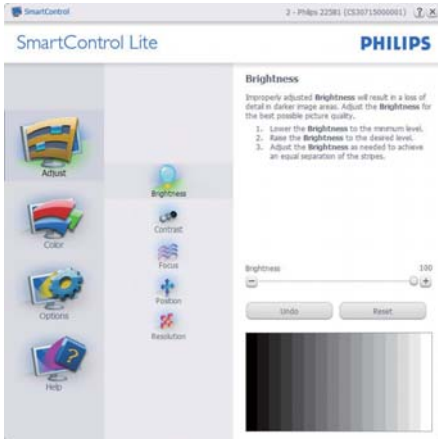 SmartControl
2 - Philips 225B1 (CS30715000001)
SmartControl Lite
PHILIPS
Adjust
Color
Options
Help
Brightness
Contrast
Focus
Position
Resolution
Brightness
Improperly adjusted Brightness will result in a loss of
detail in darker image areas. Adjust the Brightness for
the best possible picture quality.
1. Lower the Brightness to the minimum level.
2. Raise the Brightness to the desired level.
3. Adjust the Brightness as needed to achieve
an equal separation of the stripes.
Brightness 100
Undo
Reset